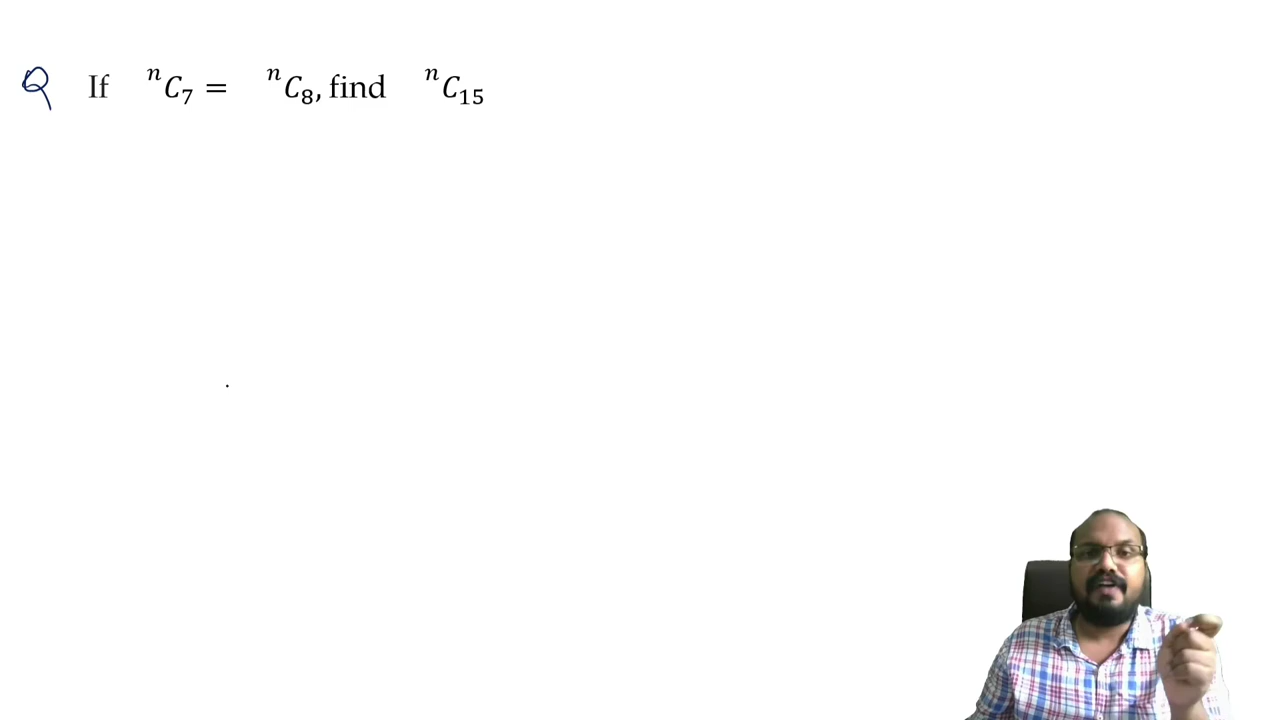 Q If ⁿC₇ = ⁿC₈, find ⁿC₁₅